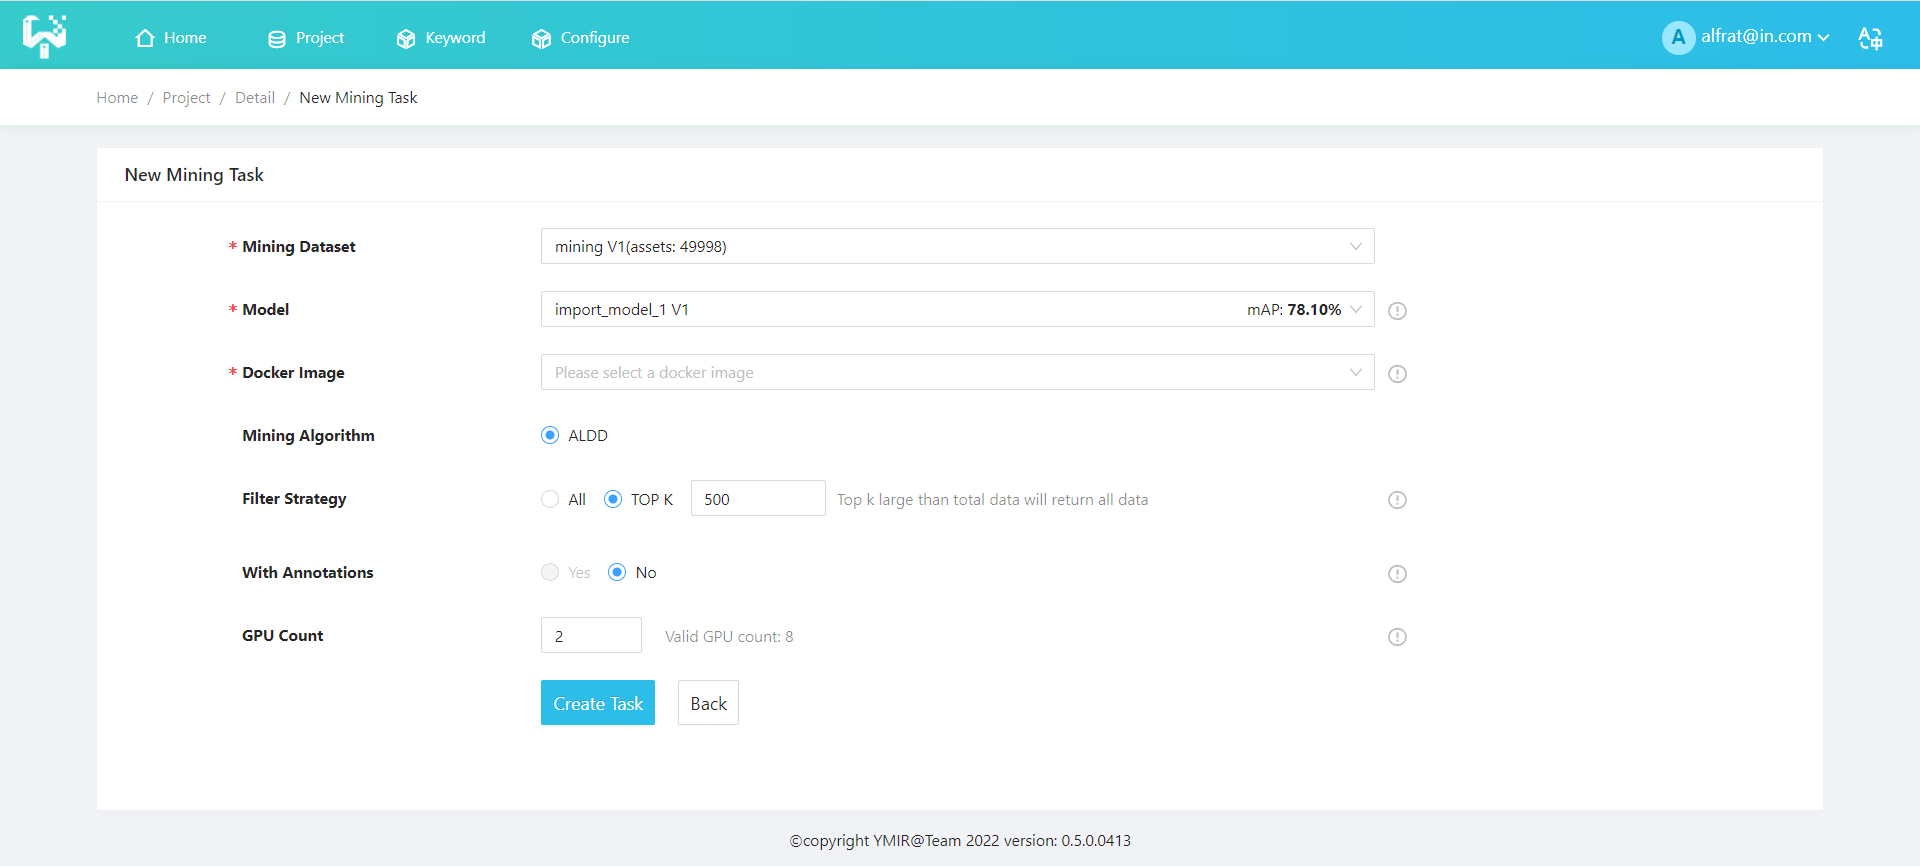 Home Project Keyword Configure A alfrat@in.com
Home / Project / Detail / New Mining Task
New Mining Task
* Mining Dataset mining V1(assets: 49998)
* Model import_model_1 V1 mAP: 78.10%
* Docker Image Please select a docker image
Mining Algorithm ALDD
Filter Strategy All TOP K 500 Top k large than total data will return all data
With Annotations Yes No
GPU Count 2 Valid GPU count: 8
Create Task Back
©copyright YMIR@Team 2022 version: 0.5.0.0413